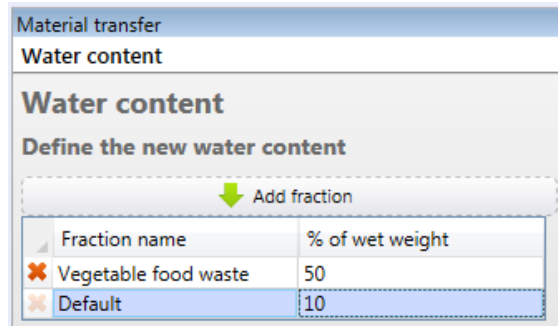 Material transfer
Water content
Water content
Define the new water content
Add fraction
Fraction name % of wet weight
Vegetable food waste 50
Default 10